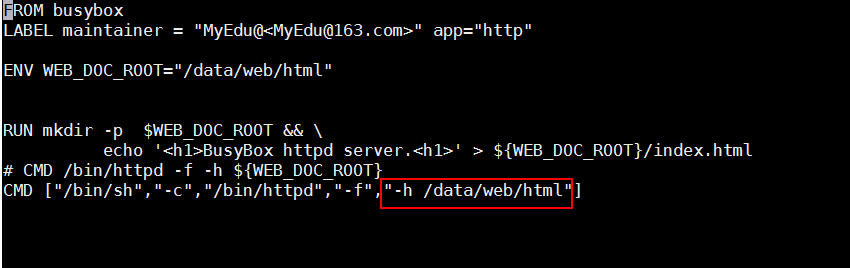 FROM busybox
LABEL maintainer = "MyEdu@<MyEdu@163.com>" app="http"
ENV WEB_DOC_ROOT="/data/web/html"
RUN mkdir -p  $WEB_DOC_ROOT && \
echo '<h1>BusyBox httpd server.<h1>' > ${WEB_DOC_ROOT}/index.html
# CMD /bin/httpd -f -h ${WEB_DOC_ROOT}
CMD ["/bin/sh","-c","/bin/httpd","-f","-h /data/web/html"]